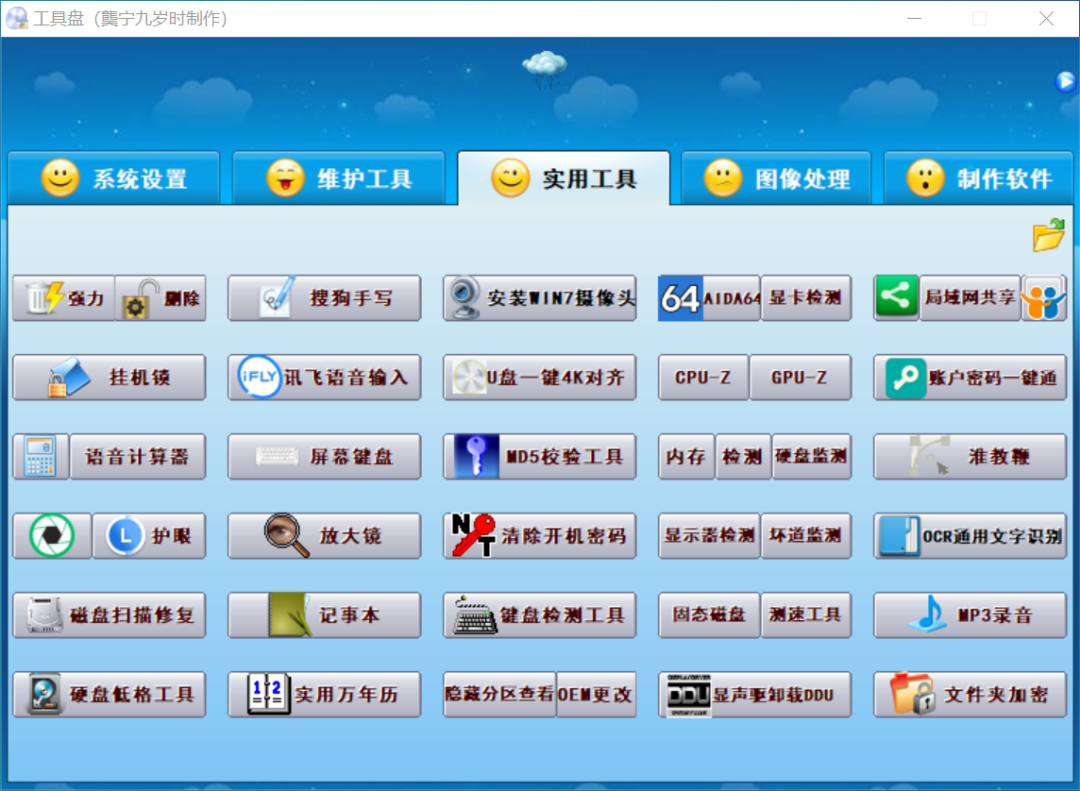 工具盘（龑宁九岁时制作）
系统设置 维护工具 实用工具 图像处理 制作软件
强力 删除 搜狗手写 安装WIN7摄像头 64 AIDA64 显卡检测 局域网共享
挂机锁 iFLY 讯飞语音输入 U盘一键4K对齐 CPU-Z GPU-Z 账户密码一键通
语音计算器 屏幕键盘 MD5校验工具 内存 检测 硬盘监测 准教鞭
L 护眼 放大镜 NT 清除开机密码 显示器检测 坏道监测 OCR通用文字识别
磁盘扫描修复 记事本 键盘检测工具 固态磁盘 测速工具 MP3录音
硬盘低格工具 12 实用万年历 隐藏分区查看 OEM更改 DDU 显声驱卸载DDU 文件夹加密